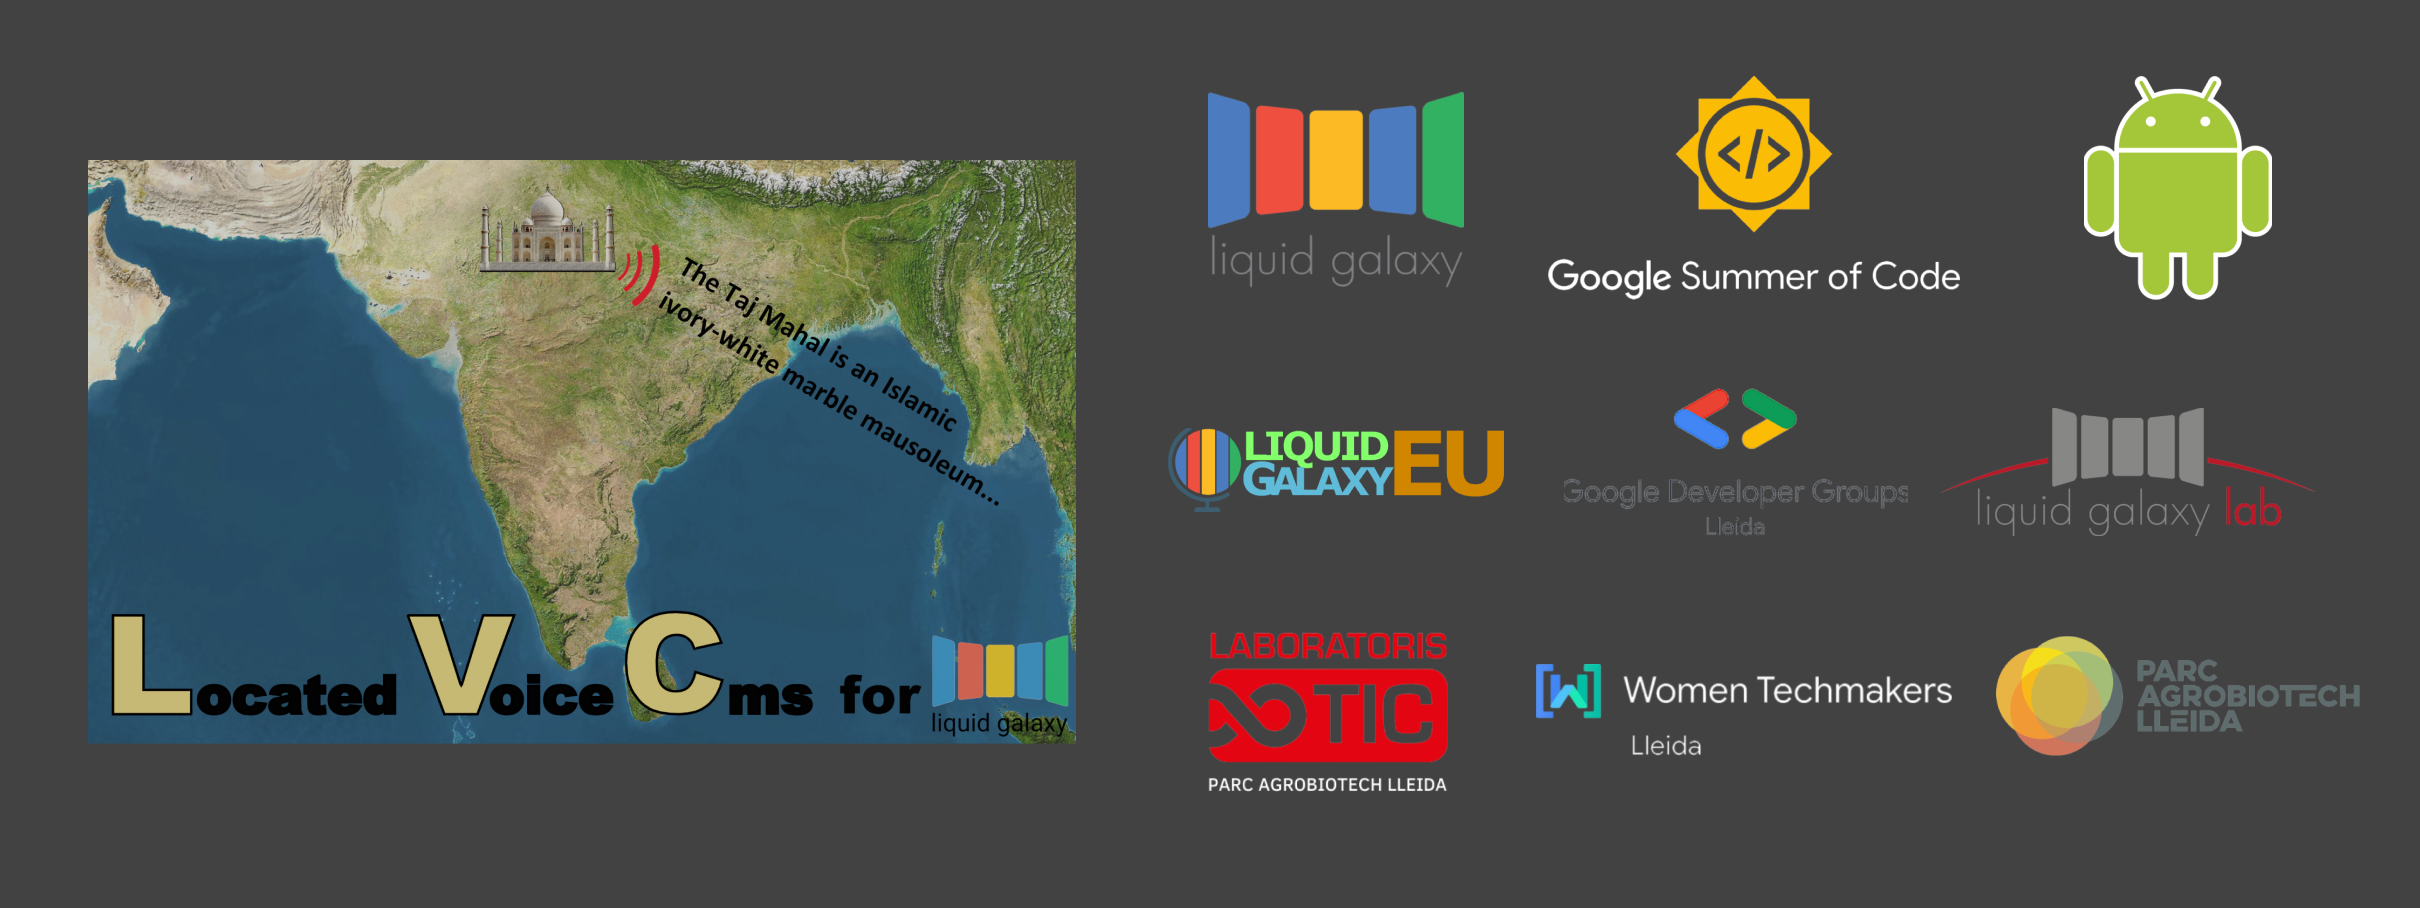 The Taj Mahal is an Islamic
ivory-white marble mausoleum...
Located Voice Cms for
liquid galaxy
liquid galaxy
Google Summer of Code
LIQUID
GALAXY EU
Google Developer Groups
Lleida
liquid galaxy lab
LABORATORIS
TIC
PARC AGROBIOTECH LLEIDA
Women Techmakers
Lleida
PARC
AGROBIOTECH
LLEIDA